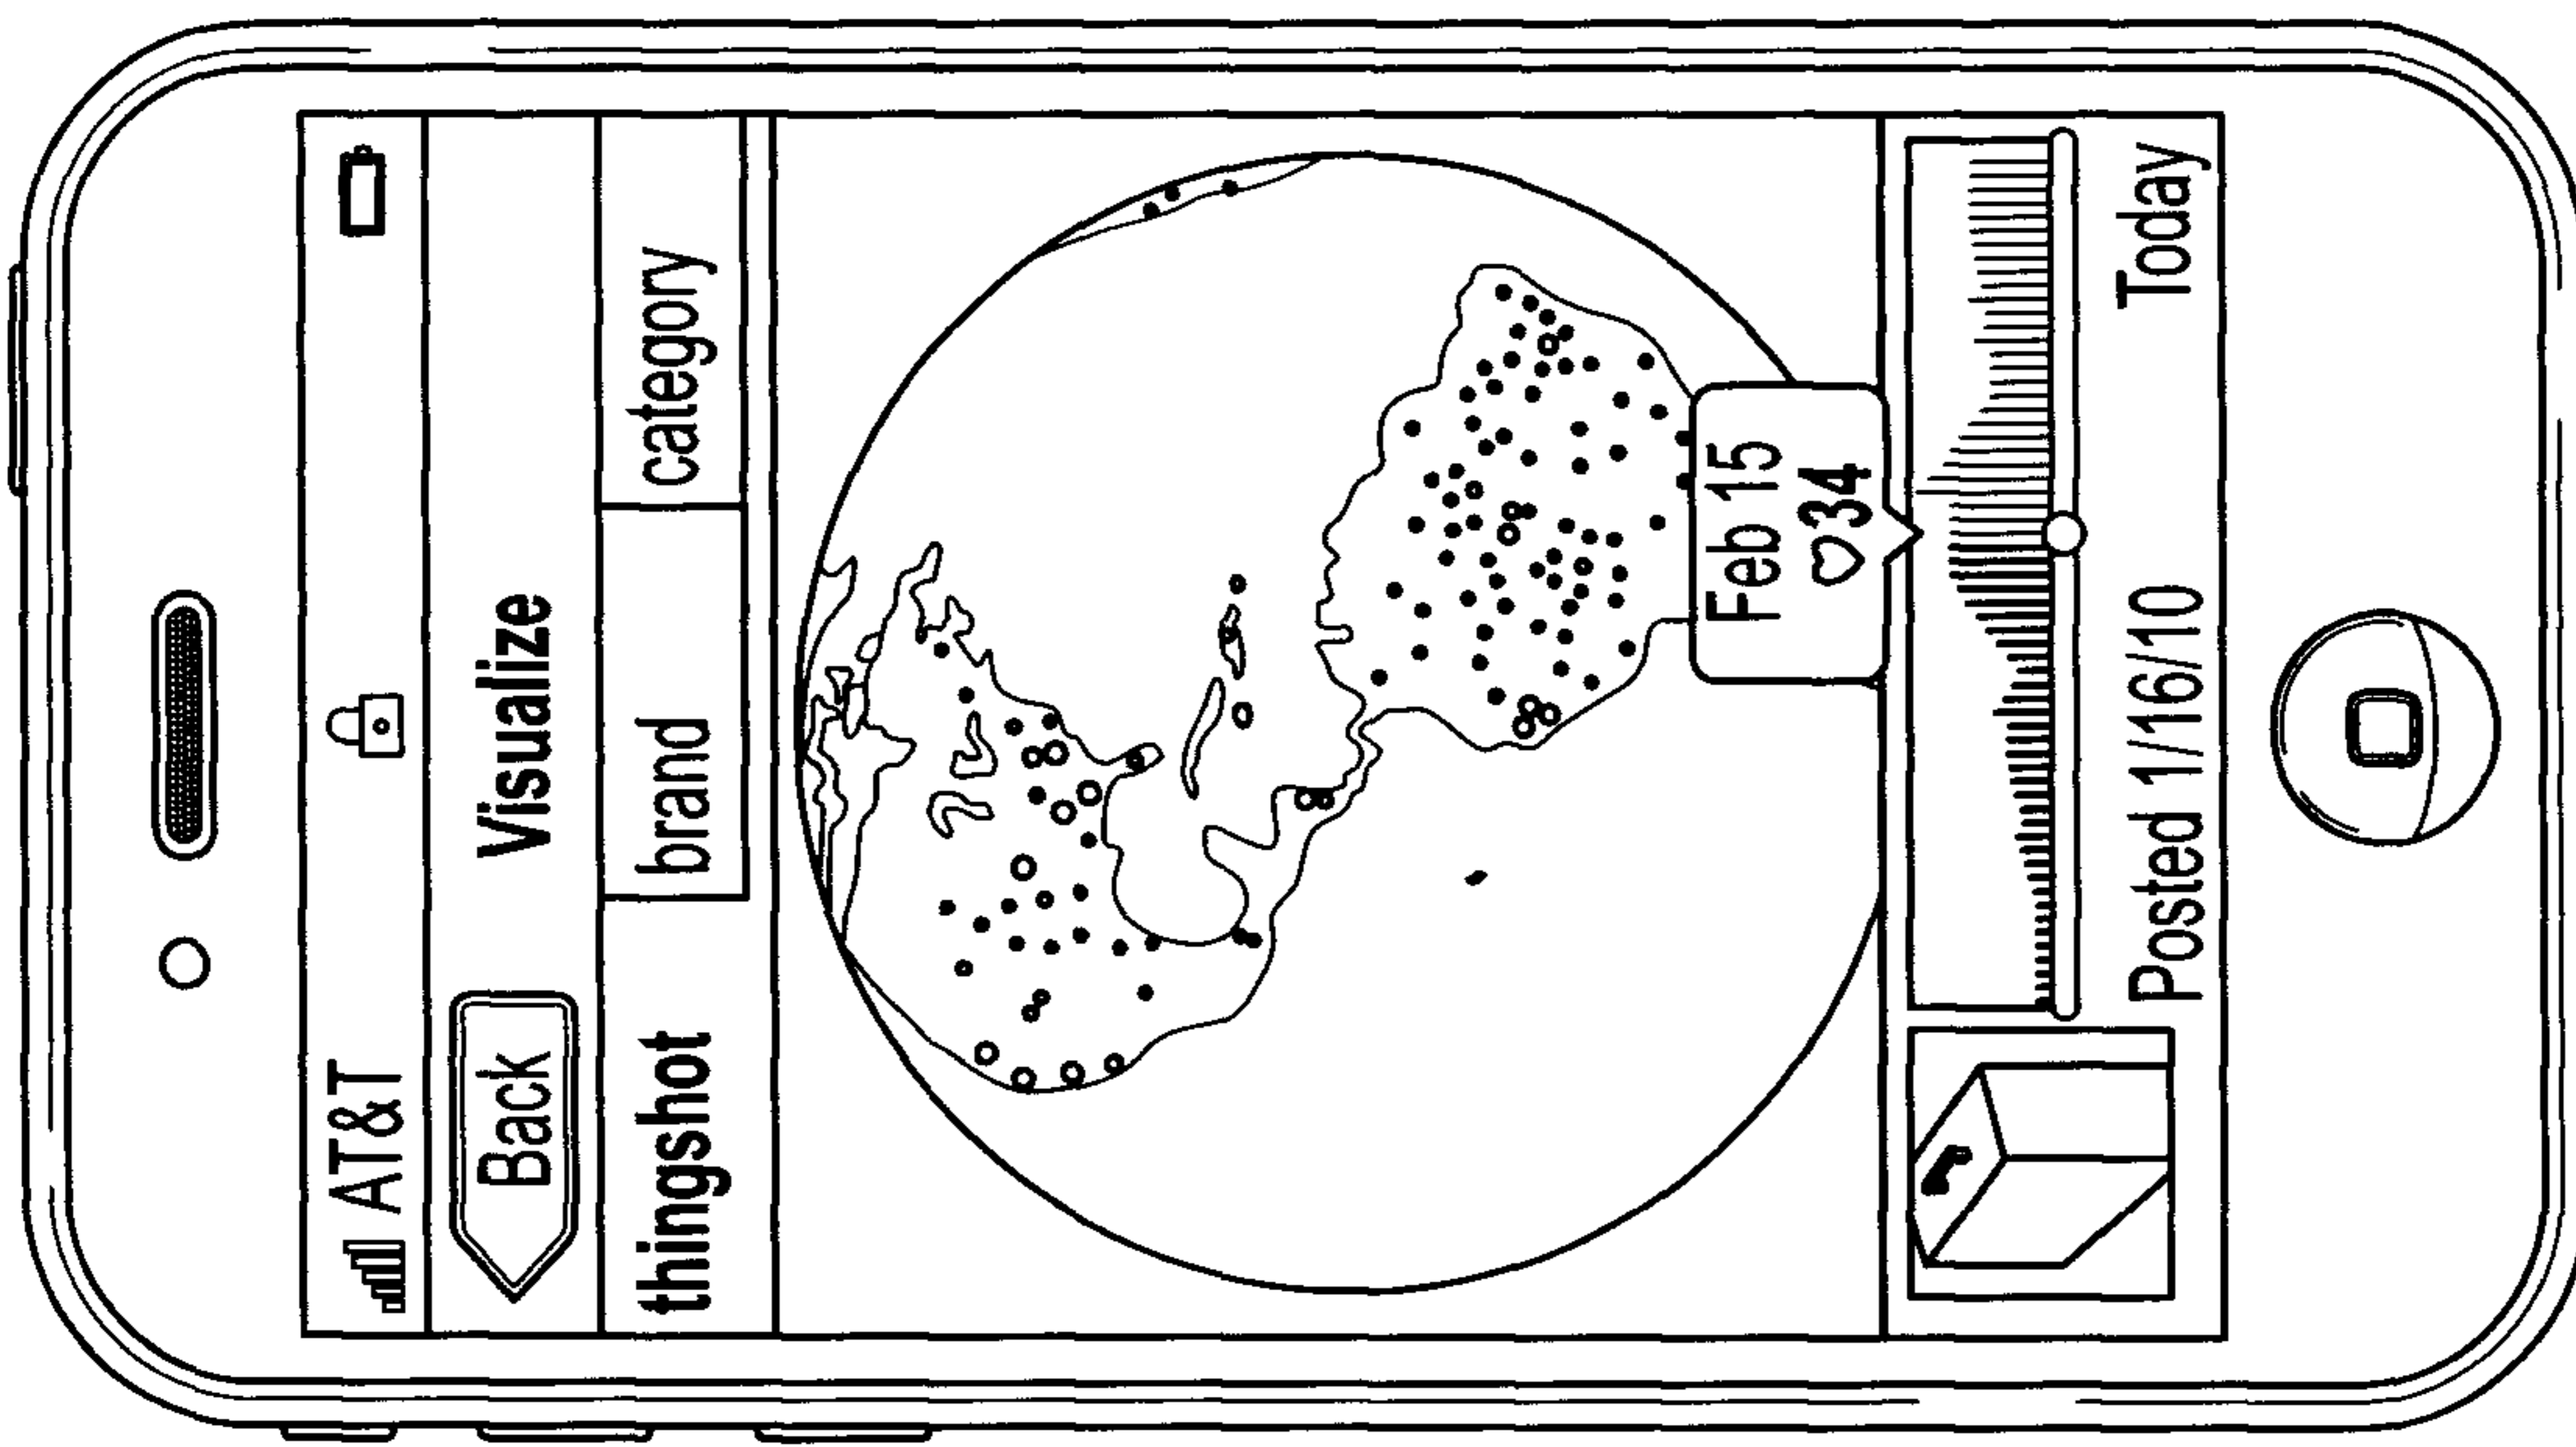 AT&T
Back Visualize
thingshot brand category
Feb 15
♡34
Posted 1/16/10 Today